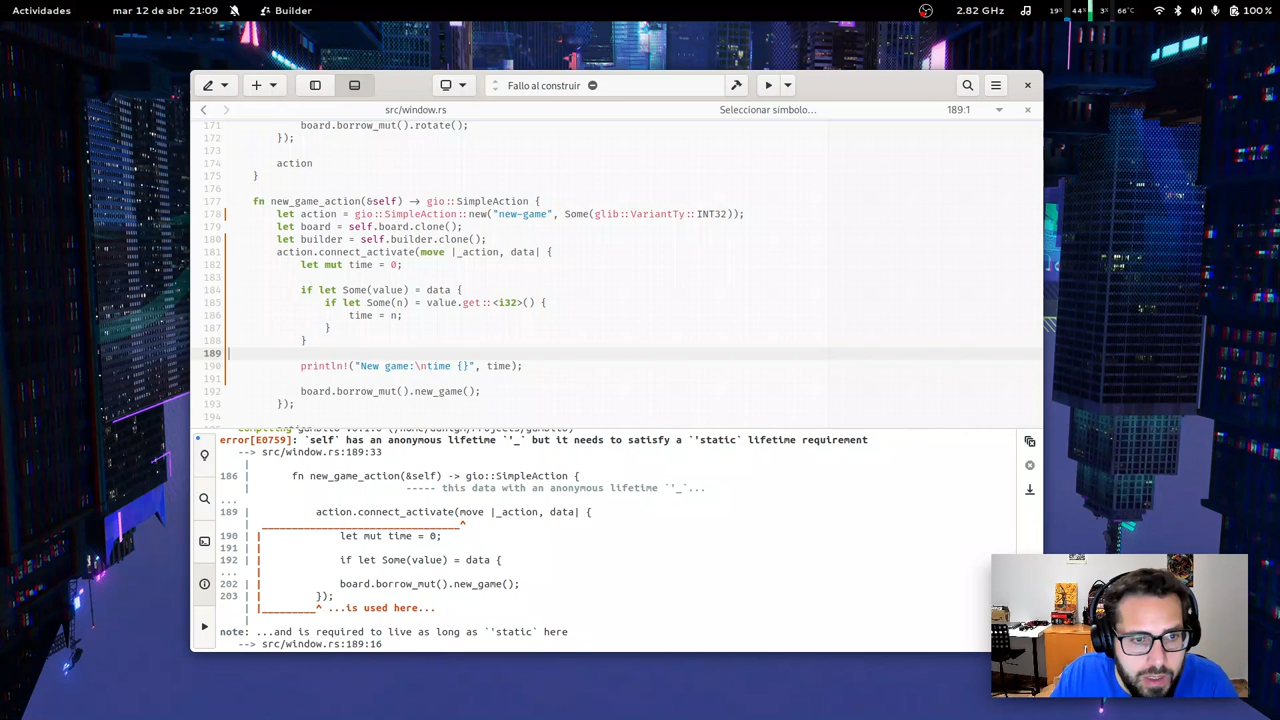 Actividades
mar 12 de abr 21:09
Builder
2.82 GHz
19%
44%
3%
66°C
100 %
Fallo al construir
src/window.rs
Seleccionar símbolo…
189:1
171 board.borrow_mut().rotate();
172 });
173
174 action
175 }
176
177 fn new_game_action(&self) -> gio::SimpleAction {
178 let action = gio::SimpleAction::new("new-game", Some(glib::VariantTy::INT32));
179 let board = self.board.clone();
180 let builder = self.builder.clone();
181 action.connect_activate(move |_action, data| {
182 let mut time = 0;
183
184 if let Some(value) = data {
185 if let Some(n) = value.get::<i32>() {
186 time = n;
187 }
188 }
189
190 println!("New game:\ntime {}", time);
191
192 board.borrow_mut().new_game();
193 });
194
error[E0759]: `self` has an anonymous lifetime `'_` but it needs to satisfy a `'static` lifetime requirement
--> src/window.rs:189:33
|
186 | fn new_game_action(&self) -> gio::SimpleAction {
| ----- this data with an anonymous lifetime `'_`...
...
189 | action.connect_activate(move |_action, data| {
| _________________________________^
190 | | let mut time = 0;
191 | |
192 | | if let Some(value) = data {
... |
202 | | board.borrow_mut().new_game();
203 | | });
| |_________^ ...is used here...
|
note: ...and is required to live as long as `'static` here
--> src/window.rs:189:16